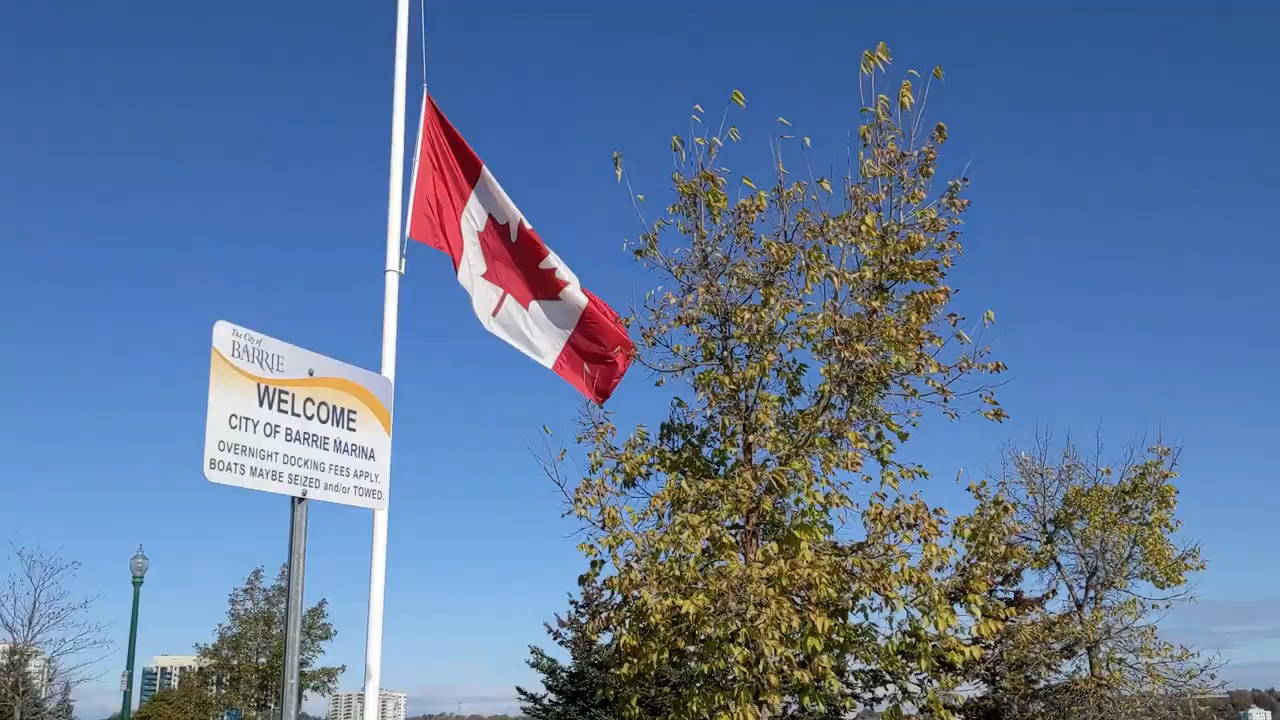 The City of
BARRIE
WELCOME
CITY OF BARRIE MARINA
OVERNIGHT DOCKING FEES APPLY.
BOATS MAYBE SEIZED and/or TOWED.